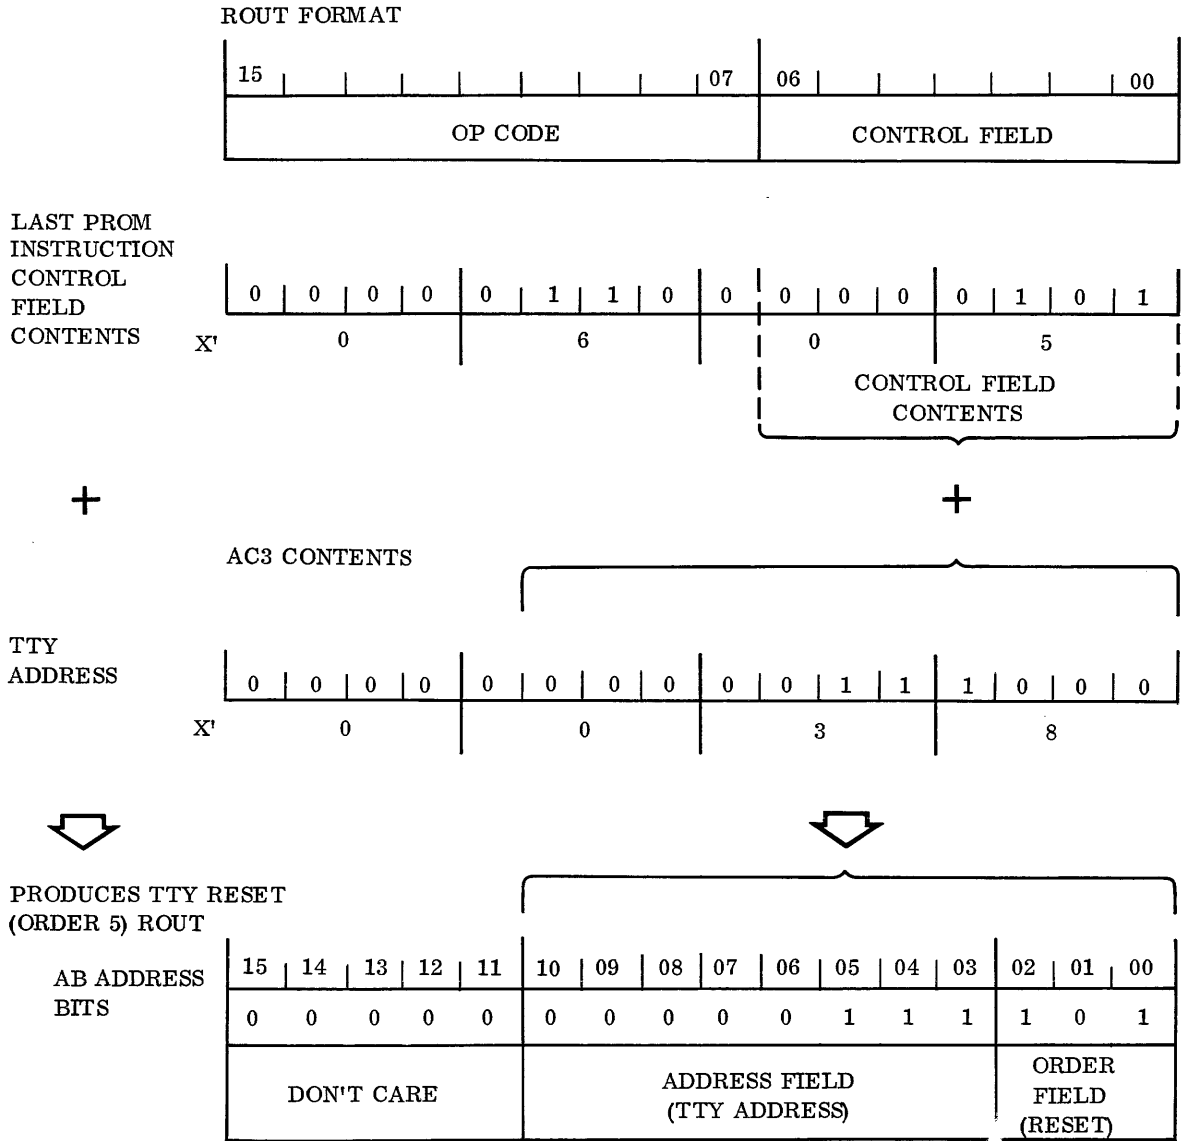 ROUT FORMAT
15 07 06 00
OP CODE CONTROL FIELD
LAST PROM
INSTRUCTION
CONTROL
FIELD
CONTENTS
0 0 0 0 0 1 1 0 0 0 0 0 0 1 0 1
X' 0 6 0 5
CONTROL FIELD
CONTENTS
+ +
AC3 CONTENTS
TTY
ADDRESS
0 0 0 0 0 0 0 0 0 0 1 1 1 0 0 0
X' 0 0 3 8
PRODUCES TTY RESET
(ORDER 5) ROUT
AB ADDRESS
BITS
15 14 13 12 11 10 09 08 07 06 05 04 03 02 01 00
0 0 0 0 0 0 0 0 0 0 1 1 1 1 0 1
DON'T CARE
ADDRESS FIELD
(TTY ADDRESS)
ORDER
FIELD
(RESET)